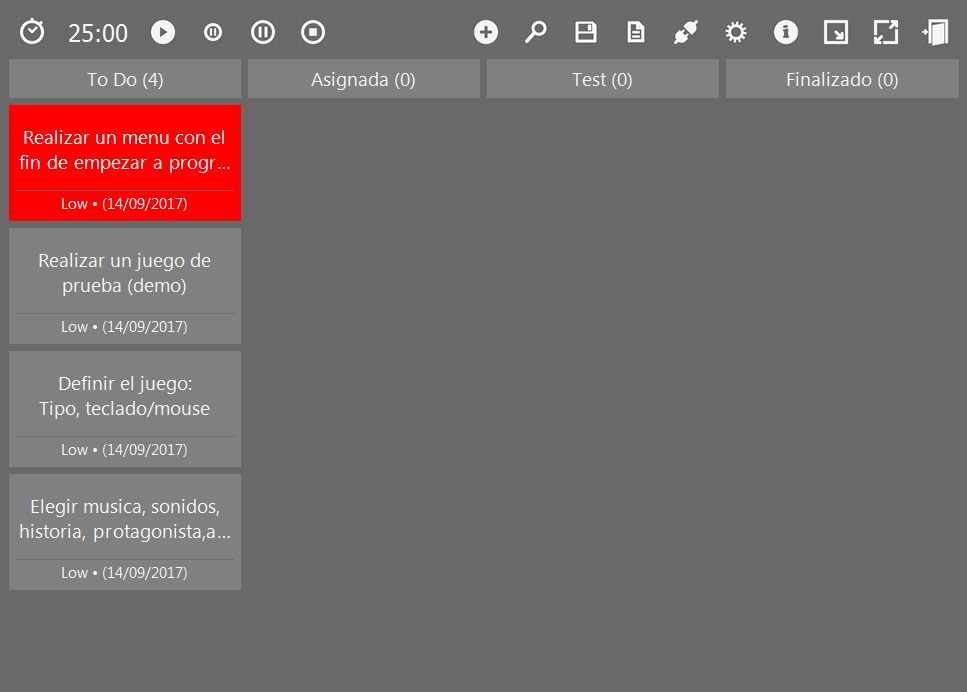 25:00
To Do (4)
Asignada (0)
Test (0)
Finalizado (0)
Realizar un menu con el
fin de empezar a progr...
Low • (14/09/2017)
Realizar un juego de
prueba (demo)
Low • (14/09/2017)
Definir el juego:
Tipo, teclado/mouse
Low • (14/09/2017)
Elegir musica, sonidos,
historia, protagonista,a...
Low • (14/09/2017)